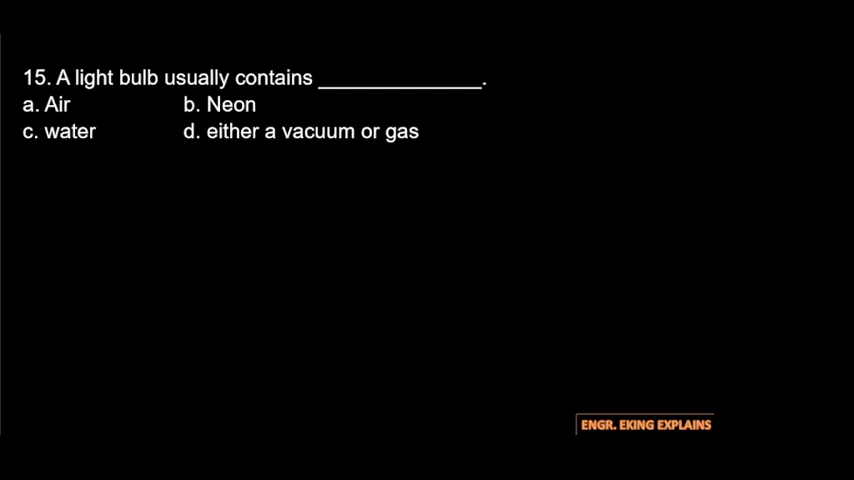 15. A light bulb usually contains _______________.
a. Air b. Neon
c. water d. either a vacuum or gas
ENGR. EKING EXPLAINS